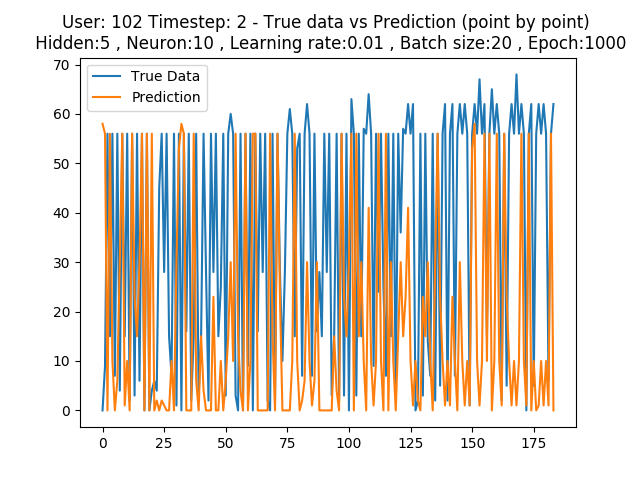 User: 102 Timestep: 2 - True data vs Prediction (point by point)
Hidden:5 , Neuron:10 , Learning rate:0.01 , Batch size:20 , Epoch:1000
70
60
50
40
30
20
10
0
True Data
Prediction
0 25 50 75 100 125 150 175